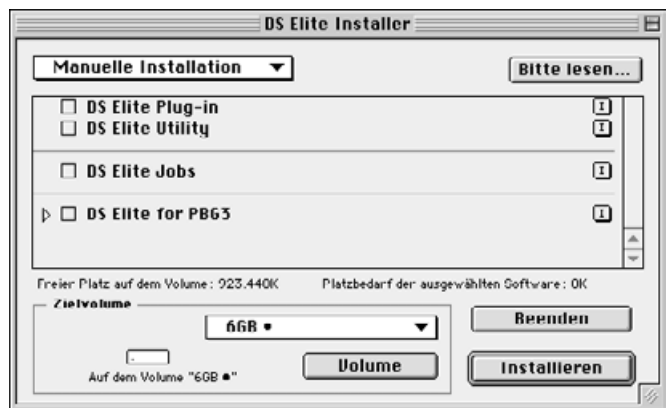 DS Elite Installer
Manuelle Installation
Bitte lesen...
DS Elite Plug-in
DS Elite Utility
DS Elite Jobs
DS Elite for PBG3
Freier Platz auf dem Volume: 923.440K
Platzbedarf der ausgewählten Software: 0K
Zielvolume
6GB •
Beenden
Auf dem Volume "6GB •"
Volume
Installieren